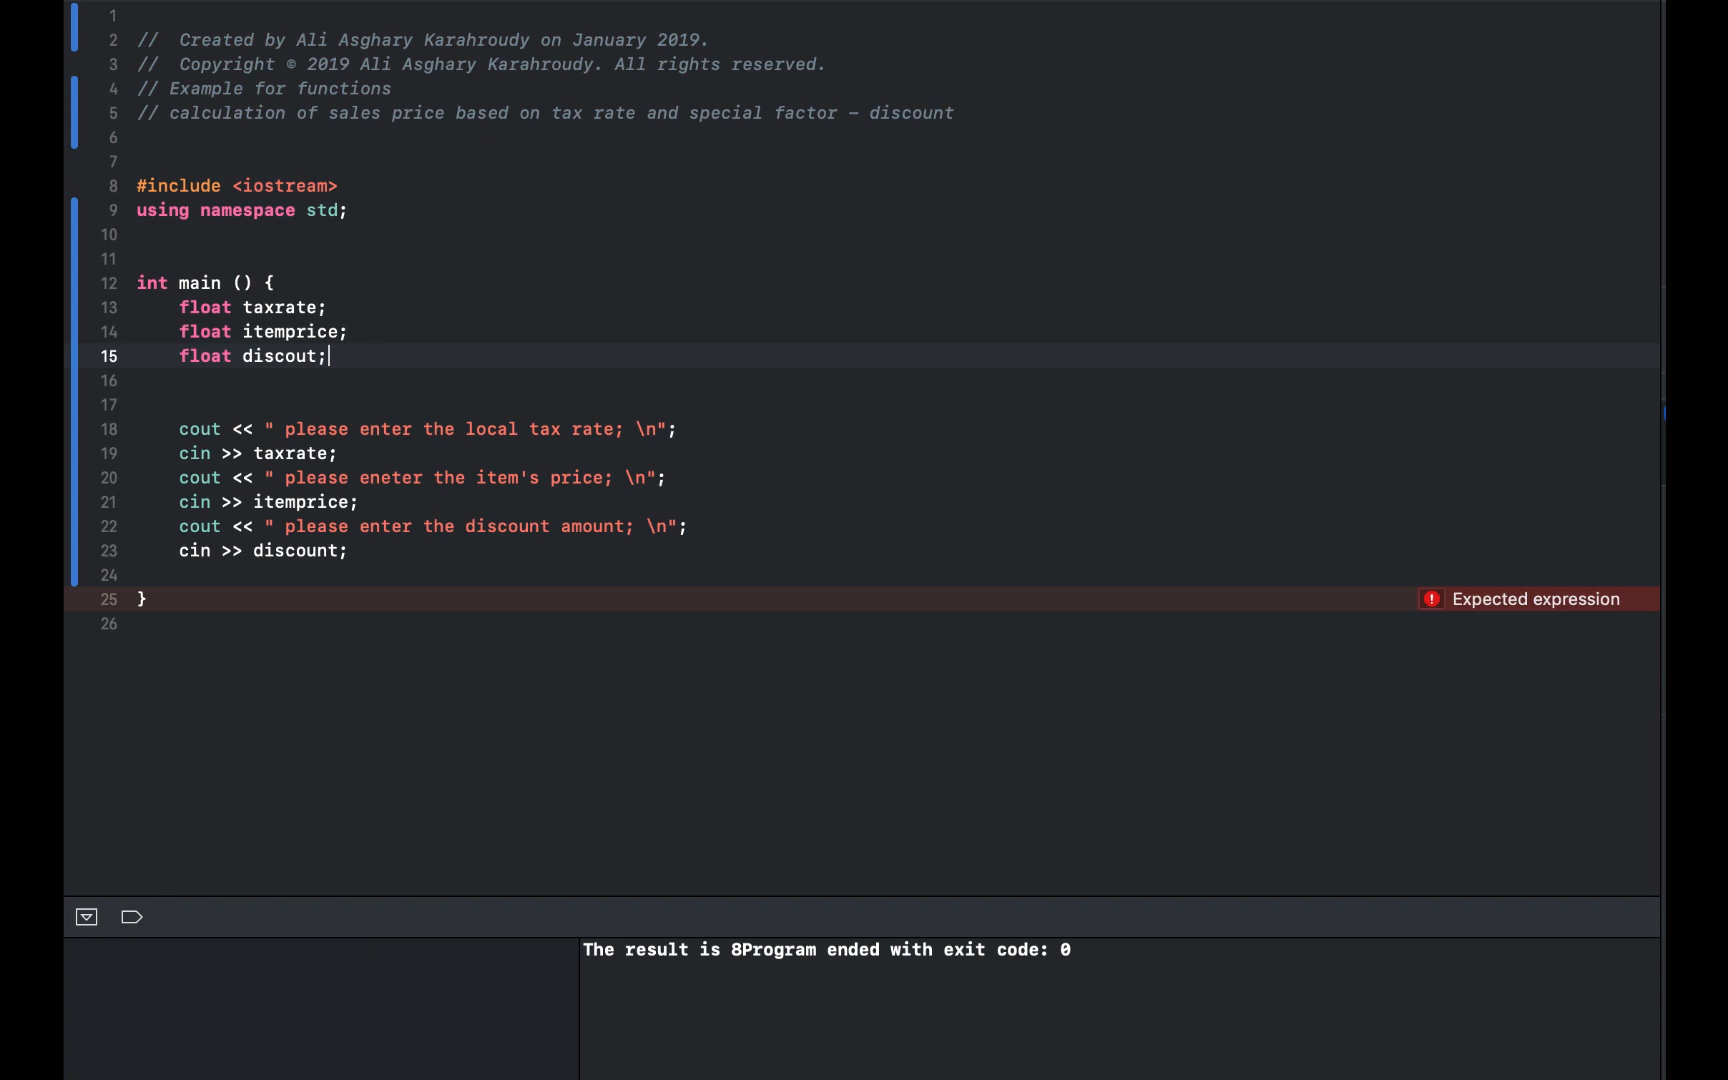 1
2 //  Created by Ali Asghary Karahroudy on January 2019.
3 //  Copyright © 2019 Ali Asghary Karahroudy. All rights reserved.
4 // Example for functions
5 // calculation of sales price based on tax rate and special factor – discount
6
7
8 #include <iostream>
9 using namespace std;
10
11
12 int main () {
13     float taxrate;
14     float itemprice;
15     float discout;
16
17
18     cout << " please enter the local tax rate; \n";
19     cin >> taxrate;
20     cout << " please eneter the item's price; \n";
21     cin >> itemprice;
22     cout << " please enter the discount amount; \n";
23     cin >> discount;
24
25 } Expected expression
26
The result is 8Program ended with exit code: 0